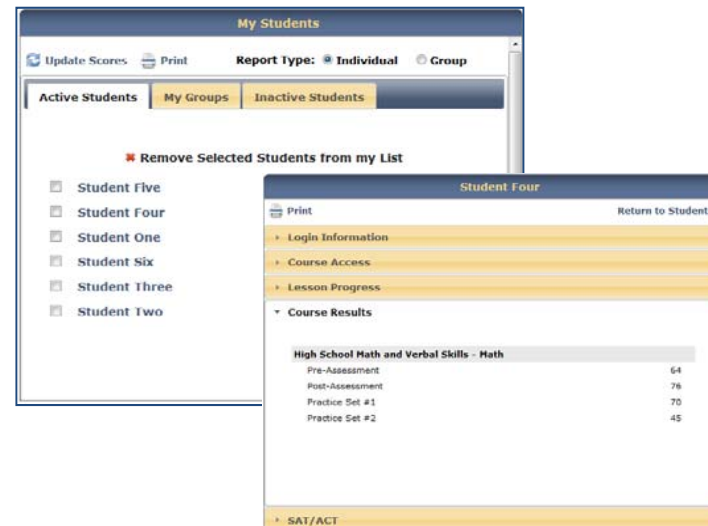 My Students
Update Scores Print Report Type: Individual Group
Active Students My Groups Inactive Students
Remove Selected Students from my List
Student Five
Student Four
Student One
Student Six
Student Three
Student Two
Student Four
Print Return to Student
Login Information
Course Access
Lesson Progress
Course Results
High School Math and Verbal Skills - Math
Pre-Assessment 64
Post-Assessment 76
Practice Set #1 70
Practice Set #2 45
SAT/ACT